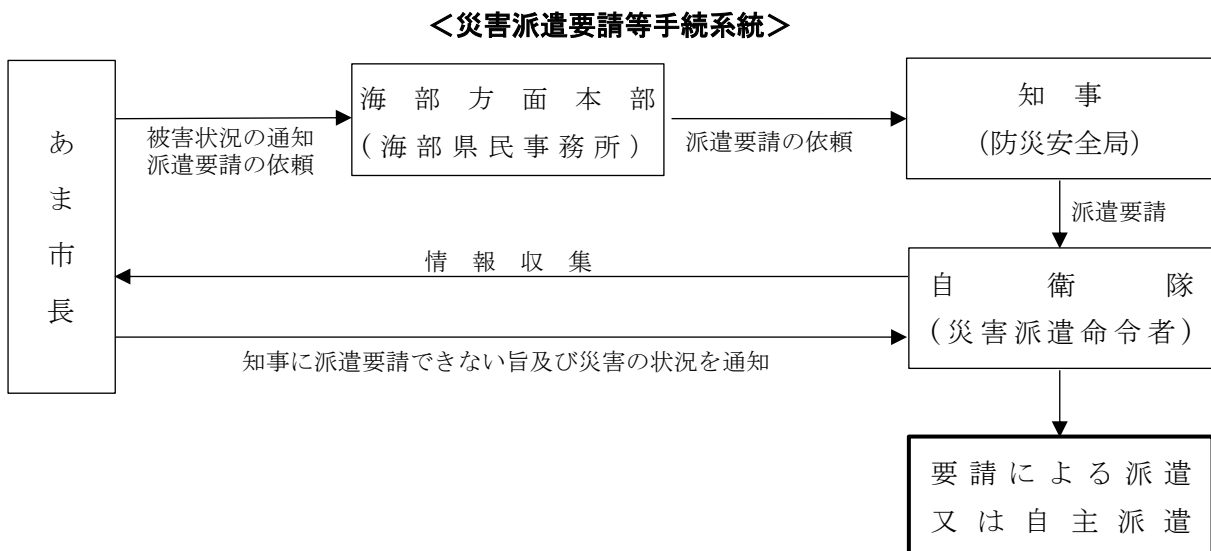 ＜災害派遣要請等手続系統＞
あま市長
被害状況の通知
派遣要請の依頼
海部方面本部
（海部県民事務所）
派遣要請の依頼
知事
(防災安全局)
派遣要請
情報収集
自衛隊
（災害派遣命令者）
知事に派遣要請できない旨及び災害の状況を通知
要請による派遣
又は自主派遣